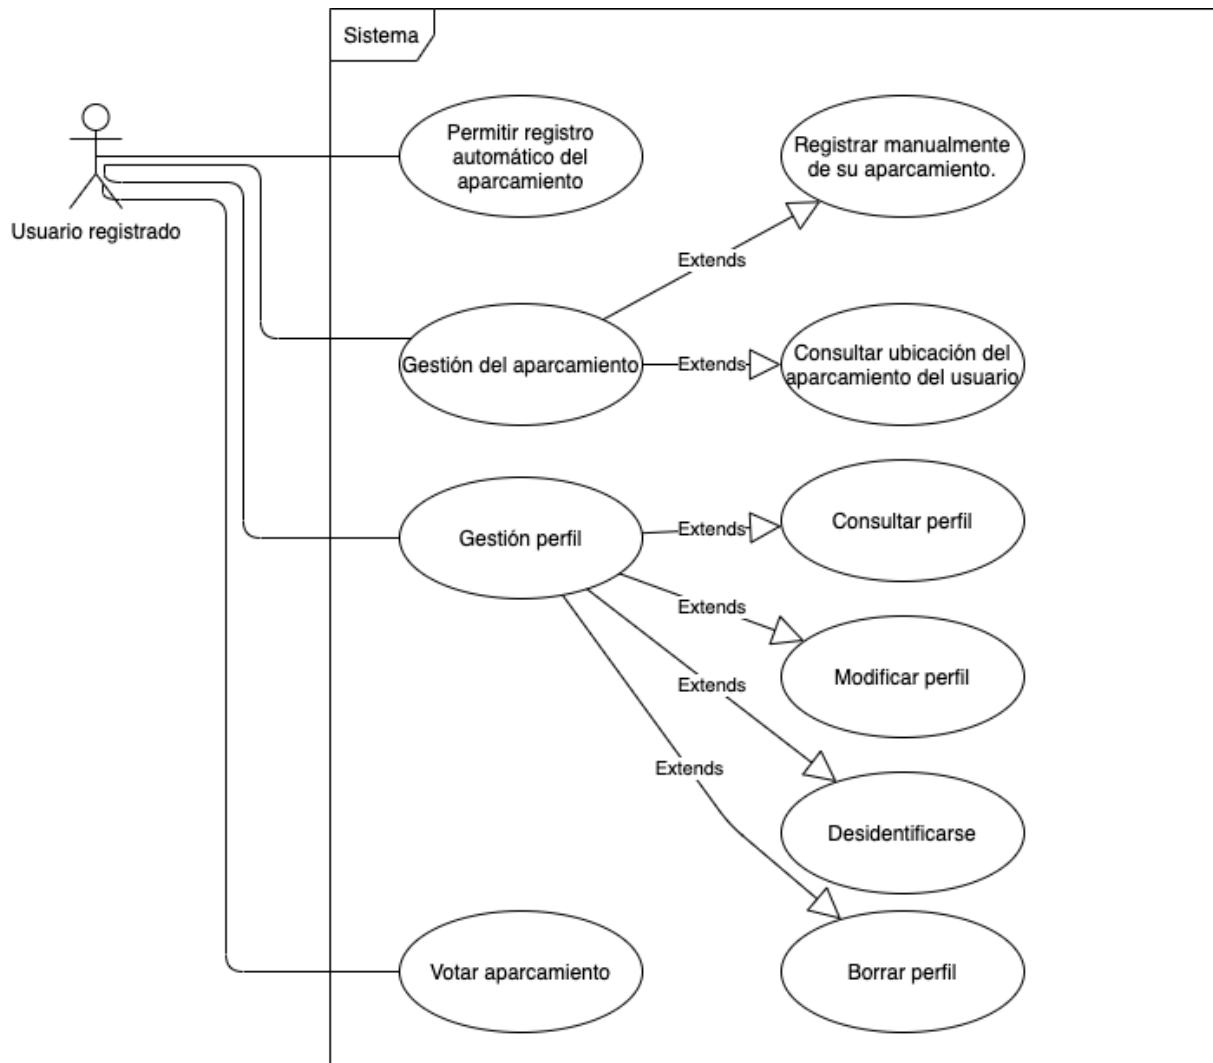 Sistema
Permitir registro
automático del
aparcamiento
Registrar manualmente
de su aparcamiento.
Usuario registrado
Extends
Gestión del aparcamiento
Extends
Consultar ubicación del
aparcamiento del usuario
Gestión perfil
Extends
Consultar perfil
Extends
Modificar perfil
Extends
Extends
Desidentificarse
Votar aparcamiento
Borrar perfil